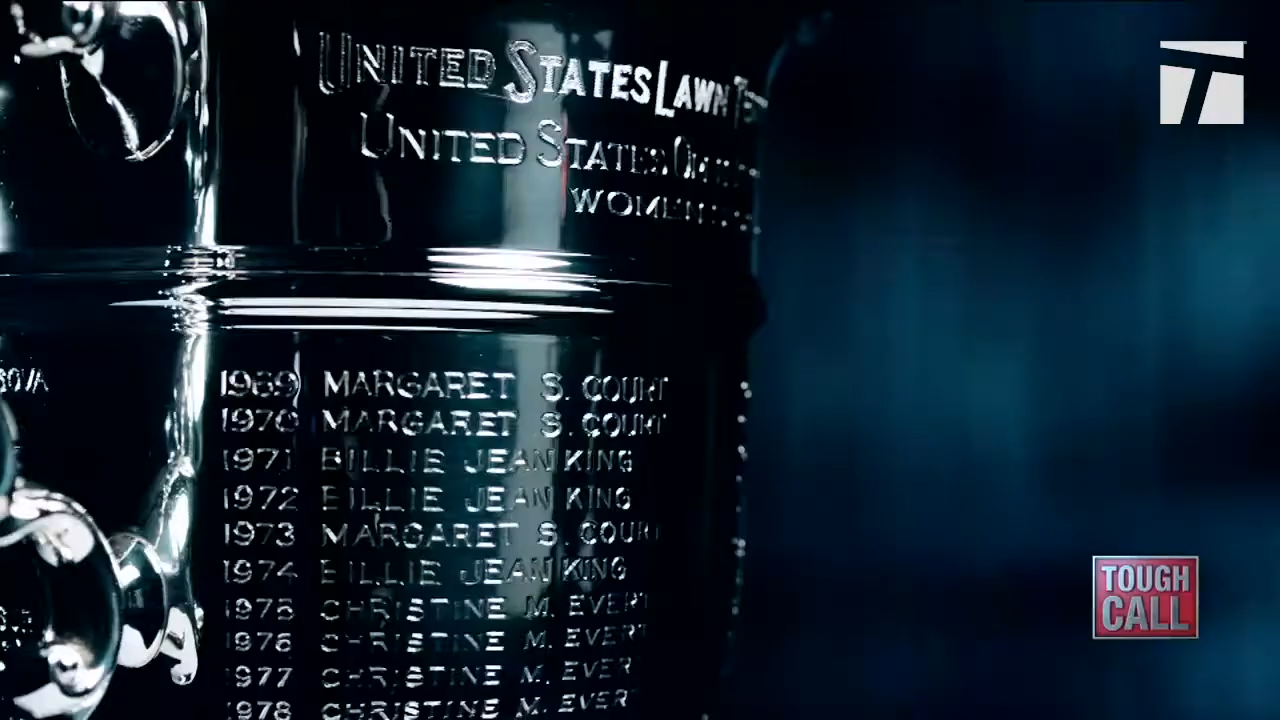 UNITED STATES LAWN
UNITED STATES
WOMEN
1969 MARGARET S. COURT
1970 MARGARET S. COURT
1971 BILLIE JEAN KING
1972 BILLIE JEAN KING
1973 MARGARET S. COURT
1974 BILLIE JEAN KING
1975 CHRISTINE M. EVERT
1976 CHRISTINE M. EVERT
1977 CHRISTINE M. EVERT
1978 CHRISTINE M. EVERT
T
TOUGH
CALL